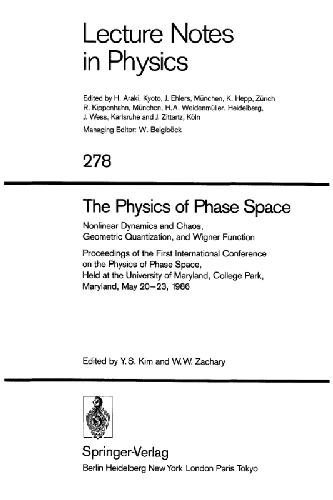 Lecture Notes
in Physics
Edited by H. Araki, Kyoto, J. Ehlers, München, K. Hepp, Zürich
R. Kippenhahn, München, H. A. Weidenmüller, Heidelberg,
J. Wess, Karlsruhe and J. Zittartz, Köln
Managing Editor: W. Beiglböck
278
The Physics of Phase Space
Nonlinear Dynamics and Chaos,
Geometric Quantization, and Wigner Function
Proceedings of the First International Conference
on the Physics of Phase Space,
Held at the University of Maryland, College Park,
Maryland, May 20–23, 1986
Edited by Y. S. Kim and W. W. Zachary
Springer-Verlag
Berlin Heidelberg New York London Paris Tokyo